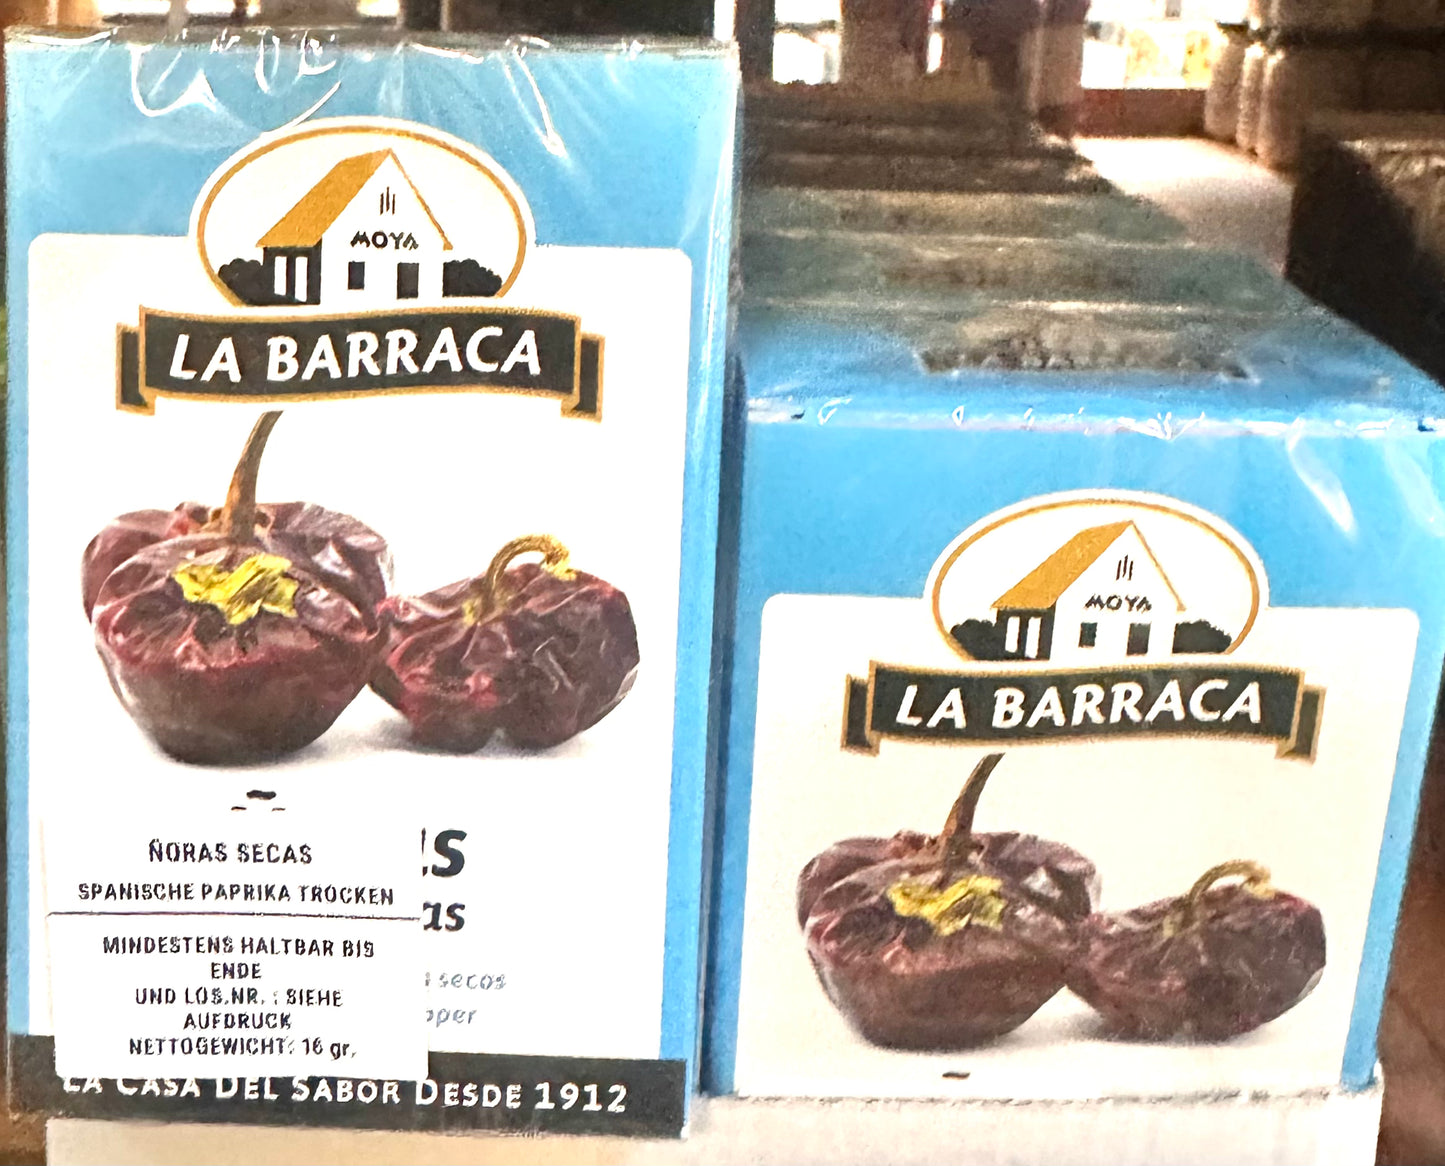 MOYA
LA BARRACA
ÑORAS SECAS
SPANISCHE PAPRIKA TROCKEN
MINDESTENS HALTBAR BIS
ENDE
UND LOS.NR. : SIEHE
AUFDRUCK
NETTOGEWICHT: 16 gr.
secos
LA CASA DEL SABOR DESDE 1912
MOYA
LA BARRACA